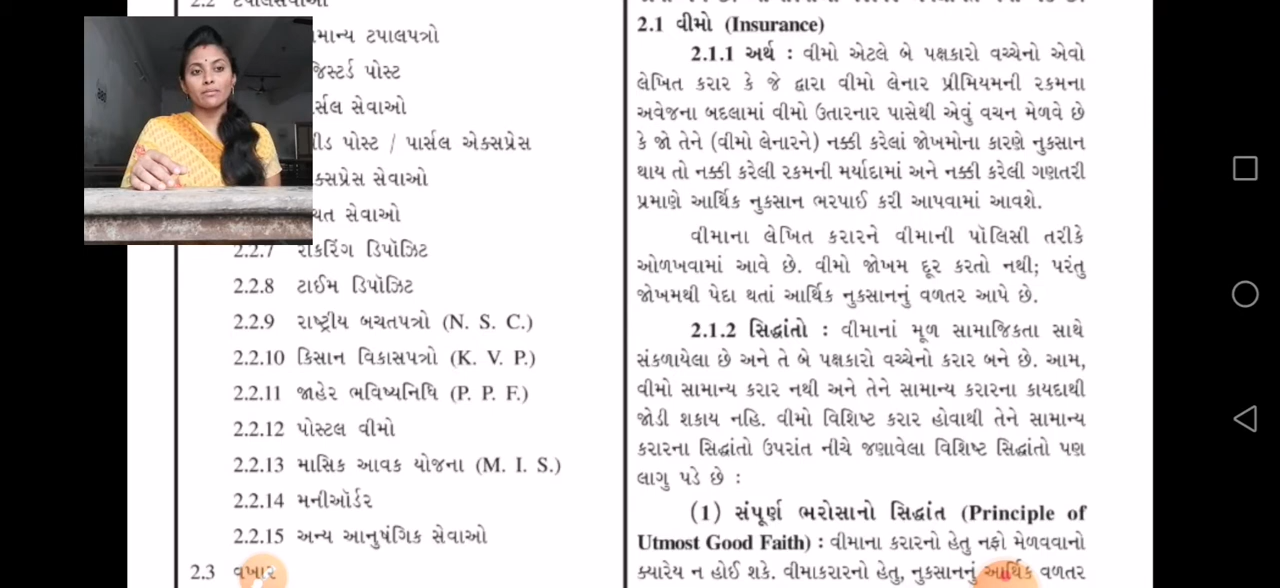 2.2 ટપાલસેવાઓ
ટપાલપત્રો
પોસ્ટ
સેવાઓ
પોસ્ટ / પાર્સલ એક્સપ્રેસ
સેવાઓ
સેવાઓ
2.2.7 રીકરિંગ ડિપૉઝિટ
2.2.8 ટાઈમ ડિપૉઝિટ
2.2.9 રાષ્ટ્રીય બચતપત્રો (N. S. C.)
2.2.10 કિસાન વિકાસપત્રો (K. V. P.)
2.2.11 જાહેર ભવિષ્યનિધિ (P. P. F.)
2.2.12 પોસ્ટલ વીમો
2.2.13 માસિક આવક યોજના (M. I. S.)
2.2.14 મનીઑર્ડર
2.2.15 અન્ય આનુષંગિક સેવાઓ
2.3 વખાર
2.1 વીમો (Insurance)
2.1.1 અર્થ : વીમો એટલે બે પક્ષકારો વચ્ચેનો એવો
લેખિત કરાર કે જે દ્વારા વીમો લેનાર પ્રીમિયમની રકમના
અવેજના બદલામાં વીમો ઉતારનાર પાસેથી એવું વચન મેળવે છે
કે જો તેને (વીમો લેનારને) નક્કી કરેલાં જોખમોના કારણે નુકસાન
થાય તો નક્કી કરેલી રકમની મર્યાદામાં અને નક્કી કરેલી ગણતરી
પ્રમાણે આર્થિક નુકસાન ભરપાઈ કરી આપવામાં આવશે.
વીમાના લેખિત કરારને વીમાની પૉલિસી તરીકે
ઓળખવામાં આવે છે. વીમો જોખમ દૂર કરતો નથી; પરંતુ
જોખમથી પેદા થતાં આર્થિક નુકસાનનું વળતર આપે છે.
2.1.2 સિદ્ધાંતો : વીમાનાં મૂળ સામાજિકતા સાથે
સંકળાયેલા છે અને તે બે પક્ષકારો વચ્ચેનો કરાર બને છે. આમ,
વીમો સામાન્ય કરાર નથી અને તેને સામાન્ય કરારના કાયદાથી
જોડી શકાય નહિ. વીમો વિશિષ્ટ કરાર હોવાથી તેને સામાન્ય
કરારના સિદ્ધાંતો ઉપરાંત નીચે જણાવેલા વિશિષ્ટ સિદ્ધાંતો પણ
લાગુ પડે છે :
(1) સંપૂર્ણ ભરોસાનો સિદ્ધાંત (Principle of
Utmost Good Faith) : વીમાના કરારનો હેતુ નફો મેળવવાનો
ક્યારેય ન હોઈ શકે. વીમાકરારનો હેતુ, નુકસાનનું આર્થિક વળતર